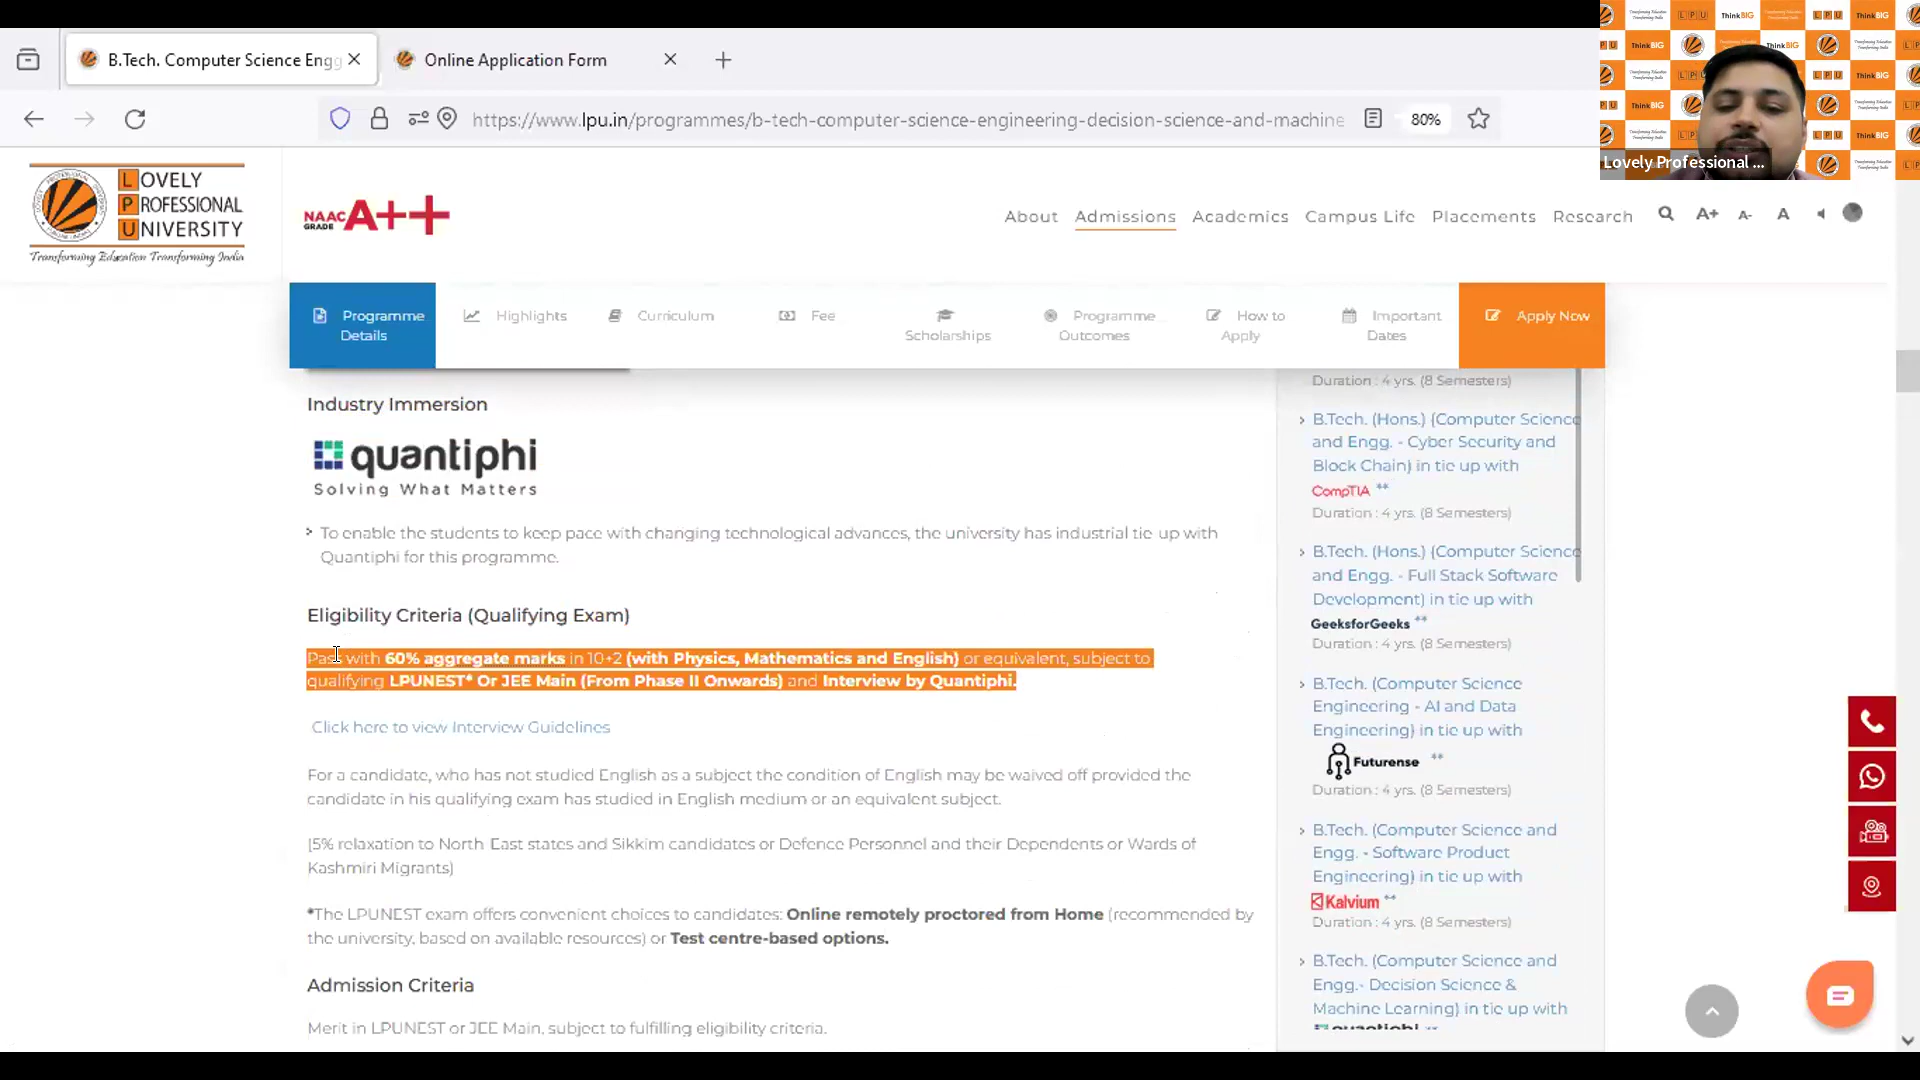 B.Tech. Computer Science Engg
Online Application Form
https://www.lpu.in/programmes/b-tech-computer-science-engineering-decision-science-and-machine
80%
Lovely Professional ...
LOVELY
PROFESSIONAL
UNIVERSITY
Transforming Education Transforming India
NAAC
GRADE
A++
About
Admissions
Academics
Campus Life
Placements
Research
A+
A-
A
Programme
Details
Highlights
Curriculum
Fee
Scholarships
Programme
Outcomes
How to
Apply
Important
Dates
Apply Now
Industry Immersion
quantiphi
Solving What Matters
To enable the students to keep pace with changing technological advances, the university has industrial tie-up with
Quantiphi for this programme.
Eligibility Criteria (Qualifying Exam)
Pass with 60% aggregate marks in 10+2 (with Physics, Mathematics and English) or equivalent, subject to
qualifying LPUNEST* Or JEE Main (From Phase II Onwards) and Interview by Quantiphi.
Click here to view Interview Guidelines
For a candidate, who has not studied English as a subject the condition of English may be waived off provided the
candidate in his qualifying exam has studied in English medium or an equivalent subject.
(5% relaxation to North East states and Sikkim candidates or Defence Personnel and their Dependents or Wards of
Kashmiri Migrants)
*The LPUNEST exam offers convenient choices to candidates: Online remotely proctored from Home (recommended by
the university, based on available resources) or Test centre-based options.
Admission Criteria
Merit in LPUNEST or JEE Main, subject to fulfilling eligibility criteria.
Duration : 4 yrs. (8 Semesters)
B.Tech. (Hons.) {Computer Science
and Engg. - Cyber Security and
Block Chain) in tie up with
CompTIA **
Duration : 4 yrs. (8 Semesters)
B.Tech. (Hons.) {Computer Science
and Engg. - Full Stack Software
Development) in tie up with
GeeksforGeeks **
Duration : 4 yrs. (8 Semesters)
B.Tech. (Computer Science
Engineering - AI and Data
Engineering) in tie up with
Futurense **
Duration : 4 yrs. (8 Semesters)
B.Tech. (Computer Science and
Engg. - Software Product
Engineering) in tie up with
Kalvium **
Duration : 4 yrs. (8 Semesters)
B.Tech. (Computer Science and
Engg.- Decision Science &
Machine Learning) in tie up with
quantiphi **